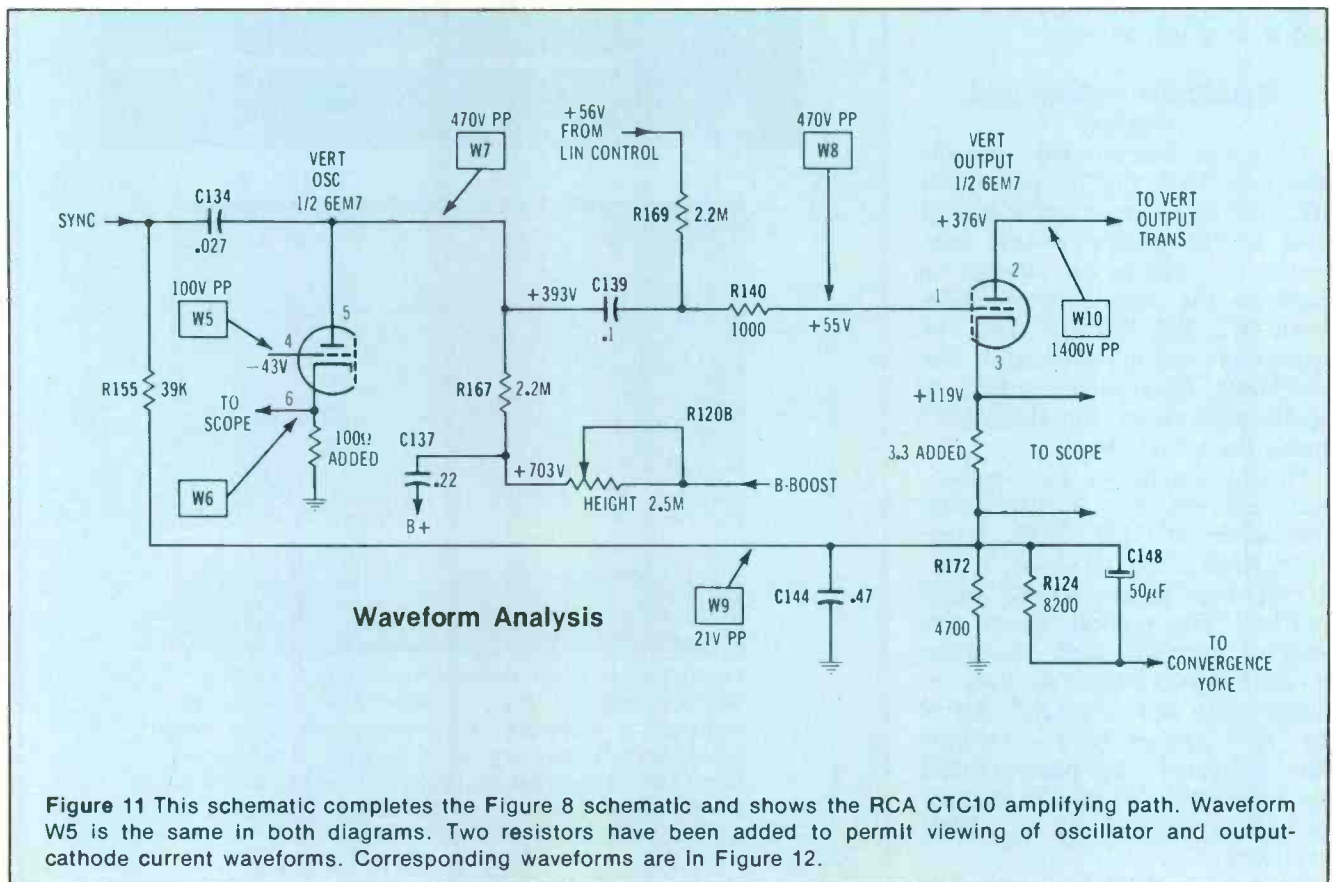 470V PP
W7
+56V
FROM
LIN CONTROL
470V PP
W8
VERT
OSC
1/2 6EM7
VERT
OUTPUT
1/2 6EM7
SYNC
C134
.027
R169
2.2M
+376V
TO VERT
OUTPUT
TRANS
100V PP
W5
4
-43V
5
+393V
C139
.1
R140
1000
+55V
1
2
3
W10
1400V PP
R155
39K
TO
SCOPE
6
100Ω
ADDED
W6
R167
2.2M
C137
.22
B+
+703V
R120B
HEIGHT 2.5M
B-BOOST
+119V
3.3 ADDED
TO SCOPE
Waveform Analysis
W9
21V PP
C144
.47
R172
4700
R124
8200
C148
50μF
TO
CONVERGENCE
YOKE
Figure 11 This schematic completes the Figure 8 schematic and shows the RCA CTC10 amplifying path. Waveform
W5 is the same in both diagrams. Two resistors have been added to permit viewing of oscillator and output-
cathode current waveforms. Corresponding waveforms are in Figure 12.